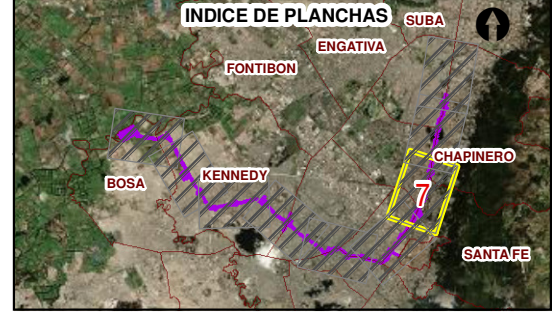 INDICE DE PLANCHAS
SUBA
ENGATIVA
FONTIBON
CHAPINERO
KENNEDY
BOSA
7
SANTA FE